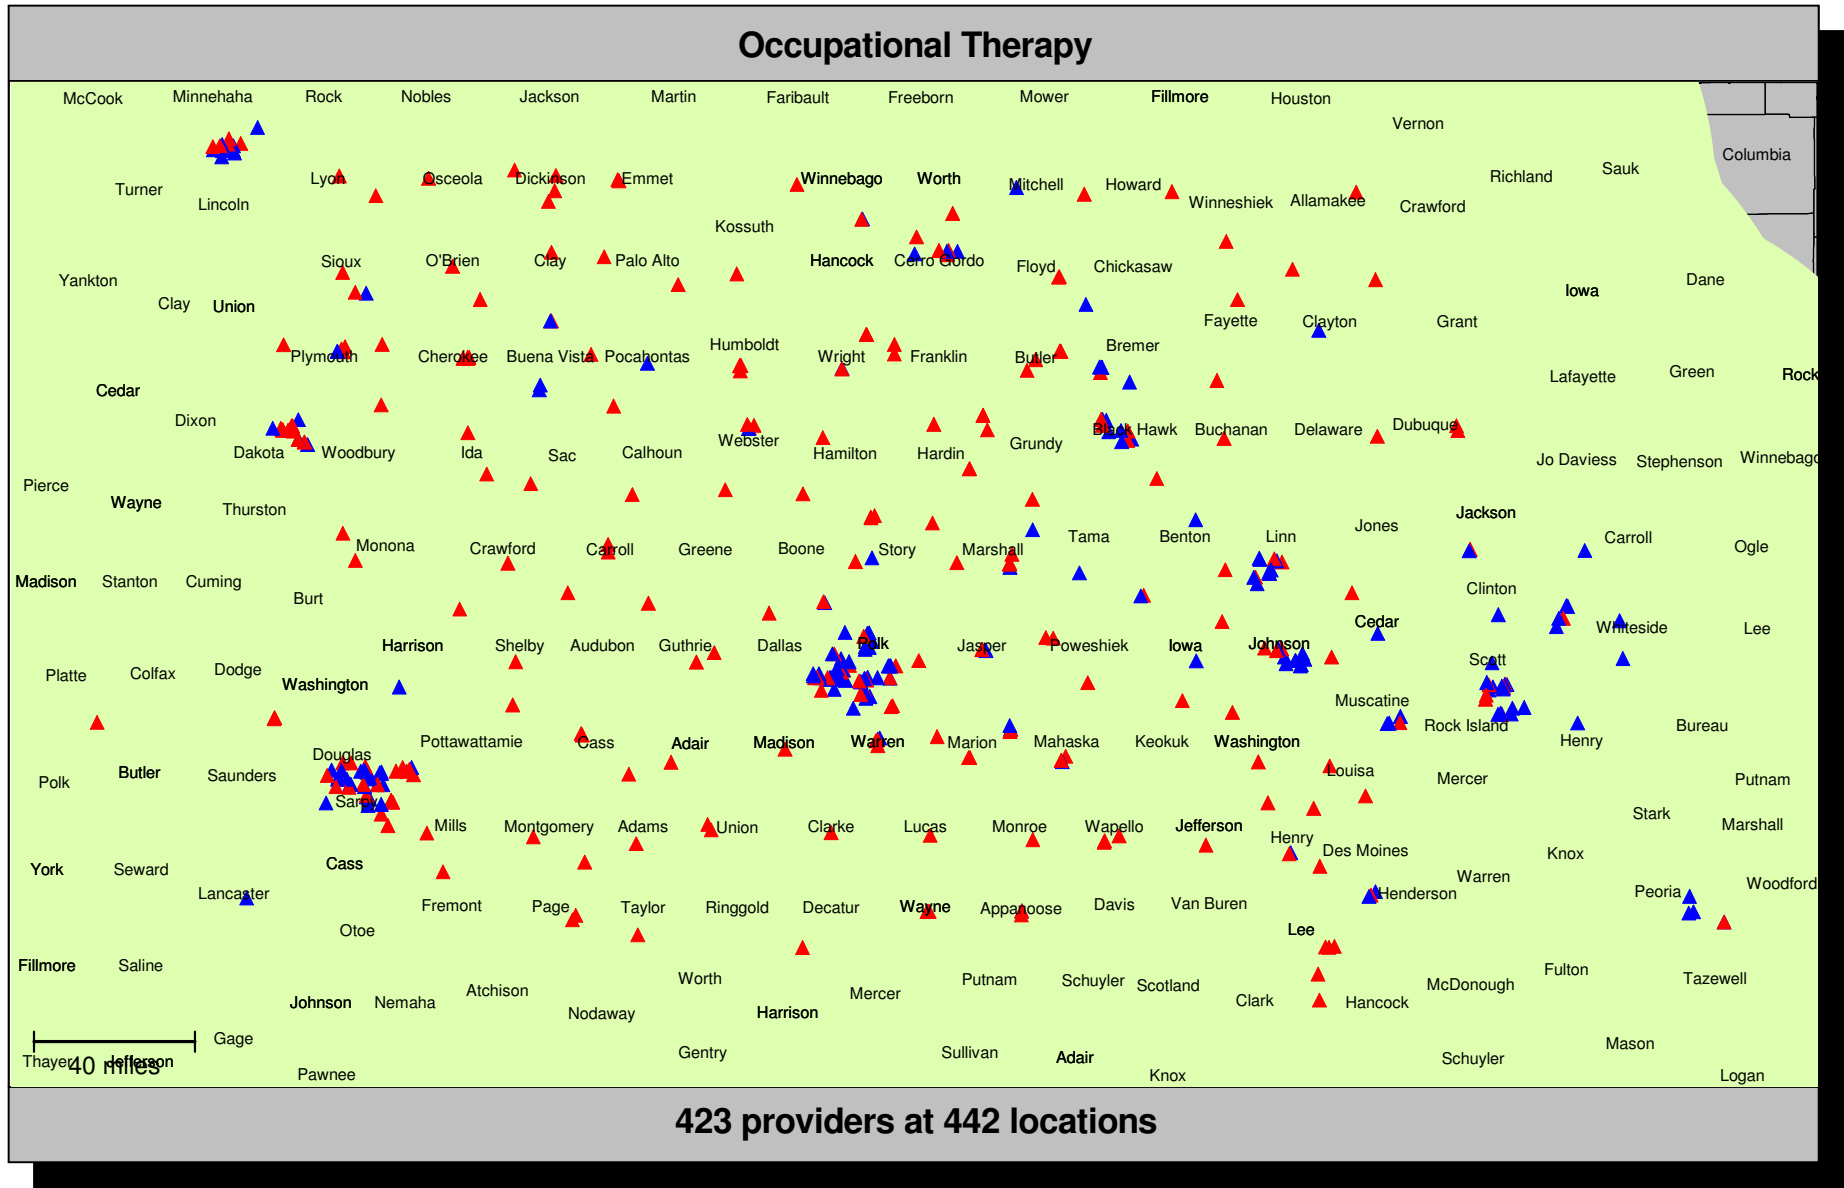 Occupational Therapy
McCook Minnehaha Rock Nobles Jackson Martin Faribault Freeborn Mower Fillmore Houston
Vernon
Columbia
Richland Sauk
Turner Lyon Osceola Dickinson Emmet Winnebago Worth Mitchell Howard
Lincoln Winneshiek Allamakee Crawford
Kossuth
Yankton Sioux O'Brien Clay Palo Alto Hancock Cerro Gordo Floyd Chickasaw Dane
Clay Union Iowa
Fayette Clayton Grant
Plymouth Cherokee Buena Vista Pocahontas Humboldt Wright Franklin Butler Bremer
Cedar Lafayette Green Rock
Dixon Black Hawk Buchanan Delaware Dubuque
Dakota Woodbury Ida Sac Calhoun Webster Hamilton Hardin Grundy
Jo Daviess Stephenson Winnebago
Pierce
Wayne Thurston Jackson
Monona Crawford Carroll Greene Boone Story Marshall Tama Benton Linn Jones Carroll Ogle
Madison Stanton Cuming Burt Clinton
Harrison Shelby Audubon Guthrie Dallas Polk Jasper Poweshiek Iowa Johnson Cedar Whiteside Lee
Platte Colfax Dodge Washington Scott
Muscatine
Rock Island Henry Bureau
Pottawattamie Cass Adair Madison Warren Marion Mahaska Keokuk Washington
Douglas
Polk Butler Saunders Louisa Mercer Putnam
Sarpy
Mills Montgomery Adams Union Clarke Lucas Monroe Wapello Jefferson Henry Stark Marshall
Des Moines Knox
York Seward Cass
Lancaster Warren Henderson Peoria Woodford
Fremont Page Taylor Ringgold Decatur Wayne Appanoose Davis Van Buren
Otoe Lee
Fillmore Saline
Worth Putnam Schuyler Scotland McDonough Fulton Tazewell
Johnson Nemaha Atchison Nodaway Harrison Mercer Clark Hancock
Gage
Thayer Jefferson
40 miles
Gentry Sullivan Adair Schuyler Mason
Pawnee Knox Logan
423 providers at 442 locations